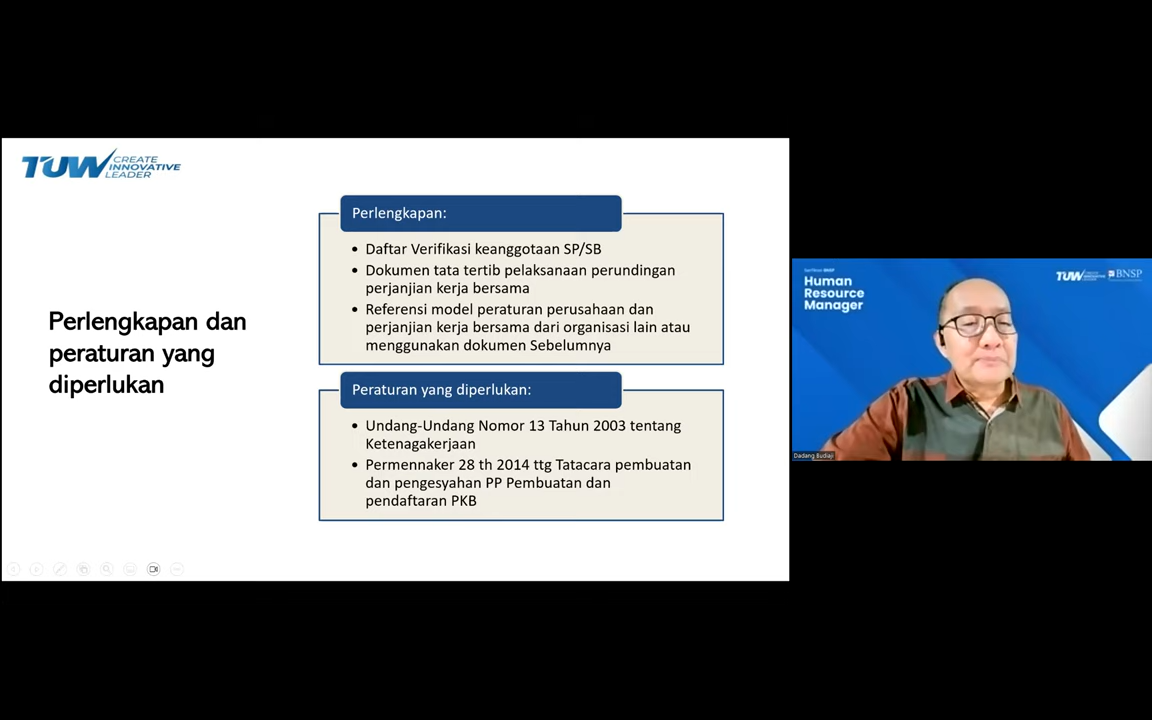 TUW CREATE
INNOVATIVE
LEADER
Perlengkapan dan
peraturan yang
diperlukan
Perlengkapan:
• Daftar Verifikasi keanggotaan SP/SB
• Dokumen tata tertib pelaksanaan perundingan
perjanjian kerja bersama
• Referensi model peraturan perusahaan dan
perjanjian kerja bersama dari organisasi lain atau
menggunakan dokumen Sebelumnya
Peraturan yang diperlukan:
• Undang-Undang Nomor 13 Tahun 2003 tentang
Ketenagakerjaan
• Permennaker 28 th 2014 ttg Tatacara pembuatan
dan pengesyahan PP Pembuatan dan
pendaftaran PKB
Human
Resource
Manager
TUW
BNSP
Dadang Budiaji